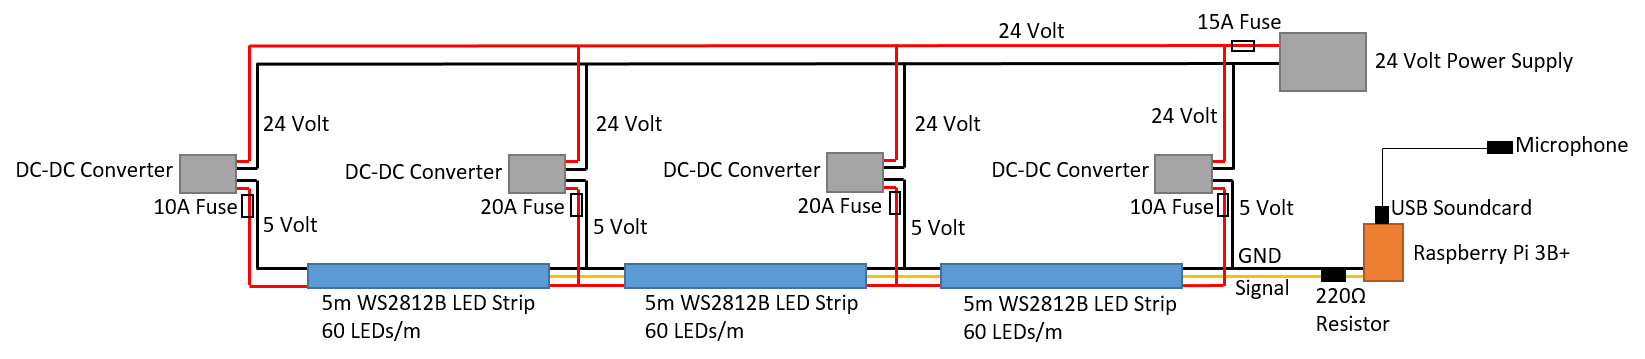 15A Fuse
24 Volt
24 Volt Power Supply
24 Volt
24 Volt
24 Volt
24 Volt
Microphone
DC-DC Converter
DC-DC Converter
DC-DC Converter
DC-DC Converter
10A Fuse
20A Fuse
20A Fuse
10A Fuse
5 Volt
5 Volt
5 Volt
5 Volt
USB Soundcard
GND
Raspberry Pi 3B+
Signal
220Ω
Resistor
5m WS2812B LED Strip
60 LEDs/m
5m WS2812B LED Strip
60 LEDs/m
5m WS2812B LED Strip
60 LEDs/m